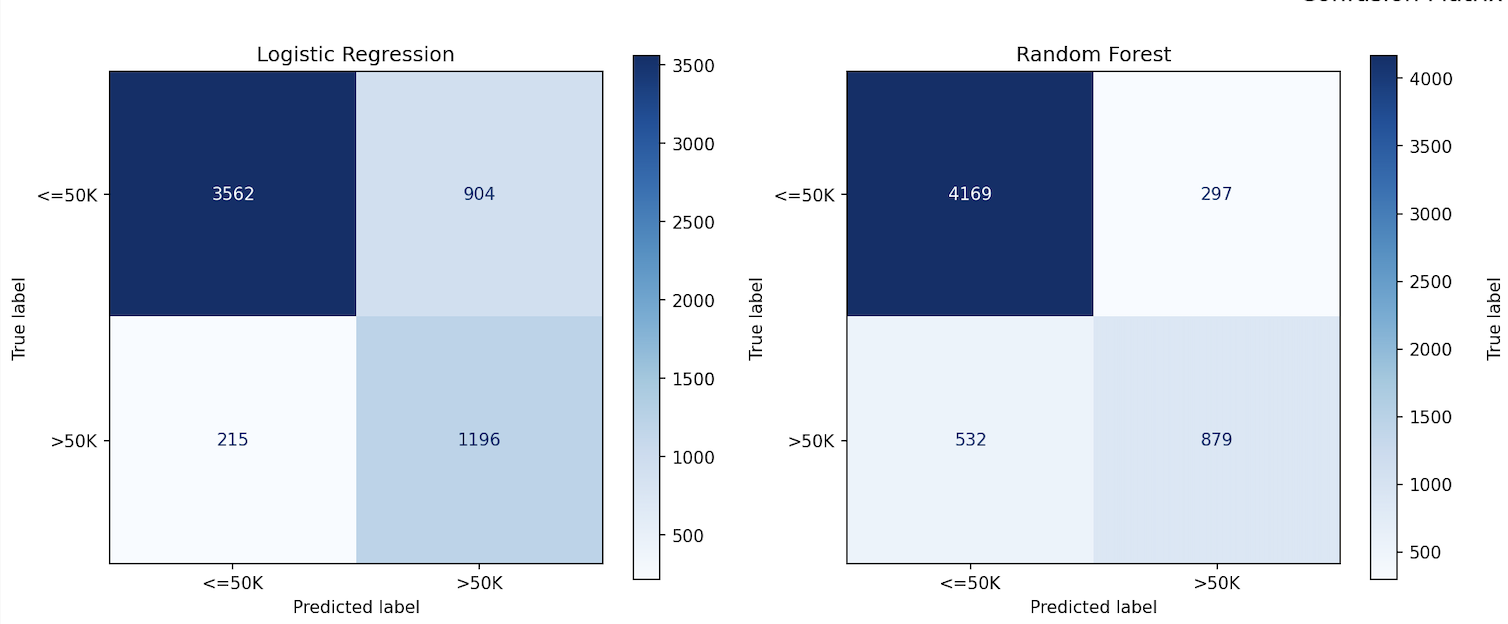 Confusion Matrix
Logistic Regression
3500
3000
2500
2000
1500
1000
500
<=50K
>50K
True label
3562
904
215
1196
<=50K
>50K
Predicted label
Random Forest
4000
3500
3000
2500
2000
1500
1000
500
<=50K
>50K
True label
4169
297
532
879
<=50K
>50K
Predicted label
True label